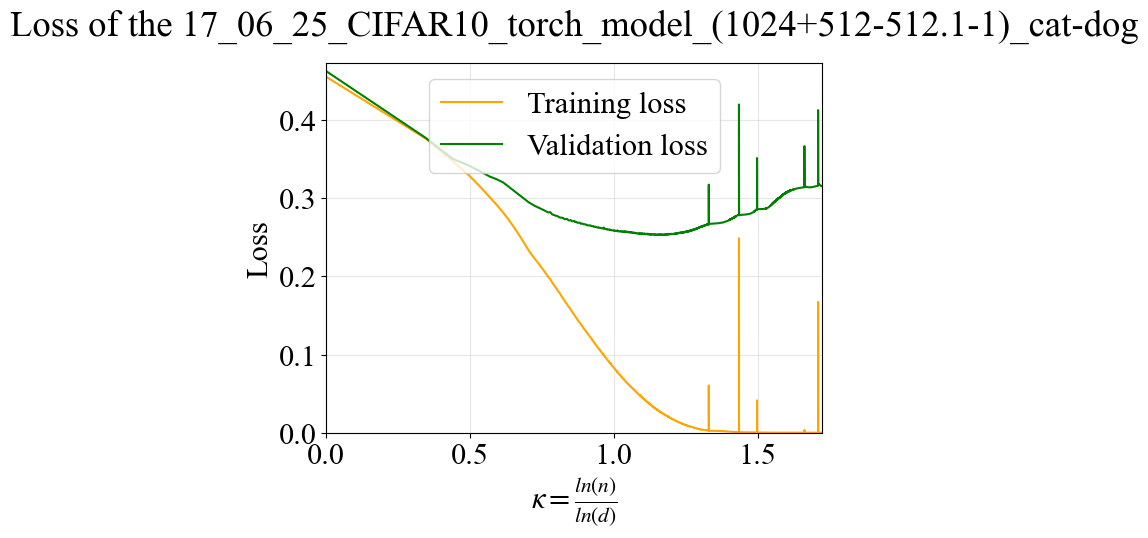 Loss of the 17_06_25_CIFAR10_torch_model_(1024+512-512.1-1)_cat-dog
Training loss
Validation loss
0.4
0.3
0.2
0.1
0.0
Loss
0.0 0.5 1.0 1.5
κ = ln(n)/ln(d)